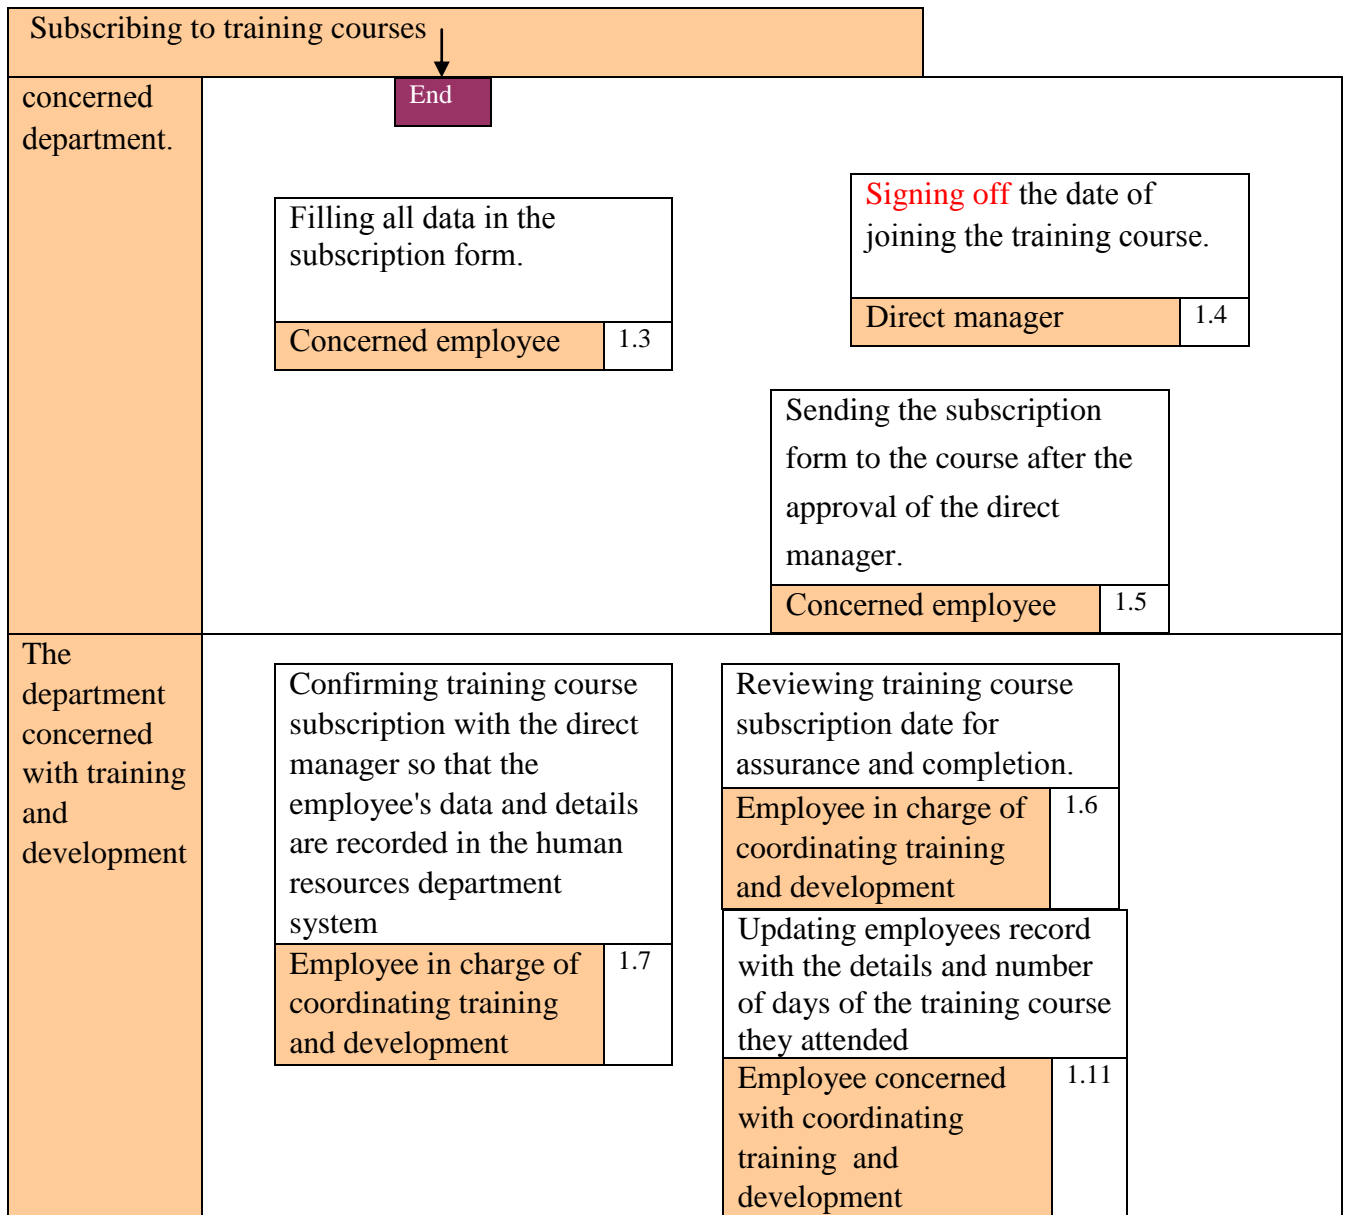 Subscribing to training courses
concerned
department.
End
Filling all data in the
subscription form.
Concerned employee 1.3
Signing off the date of
joining the training course.
Direct manager 1.4
Sending the subscription
form to the course after the
approval of the direct
manager.
Concerned employee 1.5
The
department
concerned
with training
and
development
Confirming training course
subscription with the direct
manager so that the
employee's data and details
are recorded in the human
resources department
system
Employee in charge of 1.7
coordinating training
and development
Reviewing training course
subscription date for
assurance and completion.
Employee in charge of 1.6
coordinating training
and development
Updating employees record
with the details and number
of days of the training course
they attended
Employee concerned 1.11
with coordinating
training and
development